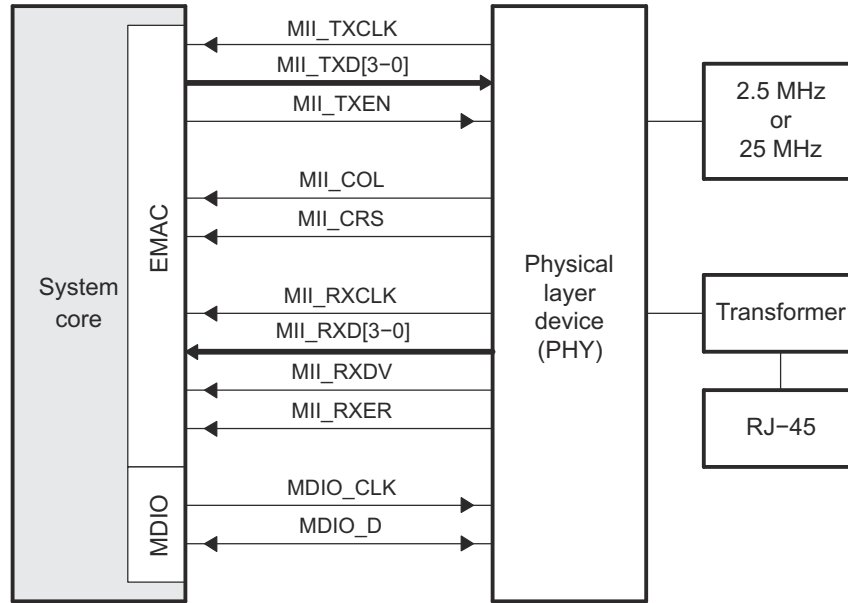 System
core
EMAC
MDIO
MII_TXCLK
MII_TXD[3−0]
MII_TXEN
MII_COL
MII_CRS
MII_RXCLK
MII_RXD[3−0]
MII_RXDV
MII_RXER
MDIO_CLK
MDIO_D
Physical
layer
device
(PHY)
2.5 MHz
or
25 MHz
Transformer
RJ−45